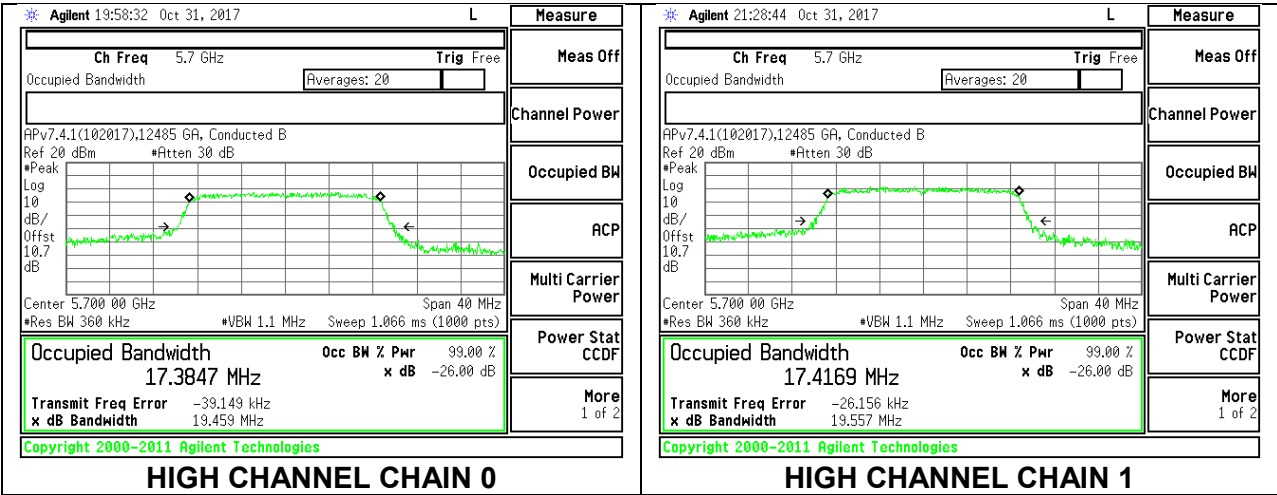 Agilent 19:58:32 Oct 31, 2017 L
Measure
Ch Freq 5.7 GHz Trig Free
Meas Off
Occupied Bandwidth Averages: 20
Channel Power
APv7.4.1(102017),12485 GA, Conducted B
Ref 20 dBm #Atten 30 dB
#Peak
Log
10
dB/
Offst
10.7
dB
Occupied BW
ACP
Multi Carrier
Power
Center 5.700 00 GHz Span 40 MHz
#Res BW 360 kHz #VBW 1.1 MHz Sweep 1.066 ms (1000 pts)
Power Stat
CCDF
Occupied Bandwidth Occ BW % Pwr 99.00 %
17.3847 MHz x dB -26.00 dB
Transmit Freq Error -39.149 kHz
x dB Bandwidth 19.459 MHz
More
1 of 2
Copyright 2000-2011 Agilent Technologies
HIGH CHANNEL CHAIN 0
Agilent 21:28:44 Oct 31, 2017 L
Measure
Ch Freq 5.7 GHz Trig Free
Meas Off
Occupied Bandwidth Averages: 20
Channel Power
APv7.4.1(102017),12485 GA, Conducted B
Ref 20 dBm #Atten 30 dB
#Peak
Log
10
dB/
Offst
10.7
dB
Occupied BW
ACP
Multi Carrier
Power
Center 5.700 00 GHz Span 40 MHz
#Res BW 360 kHz #VBW 1.1 MHz Sweep 1.066 ms (1000 pts)
Power Stat
CCDF
Occupied Bandwidth Occ BW % Pwr 99.00 %
17.4169 MHz x dB -26.00 dB
Transmit Freq Error -26.156 kHz
x dB Bandwidth 19.557 MHz
More
1 of 2
Copyright 2000-2011 Agilent Technologies
HIGH CHANNEL CHAIN 1